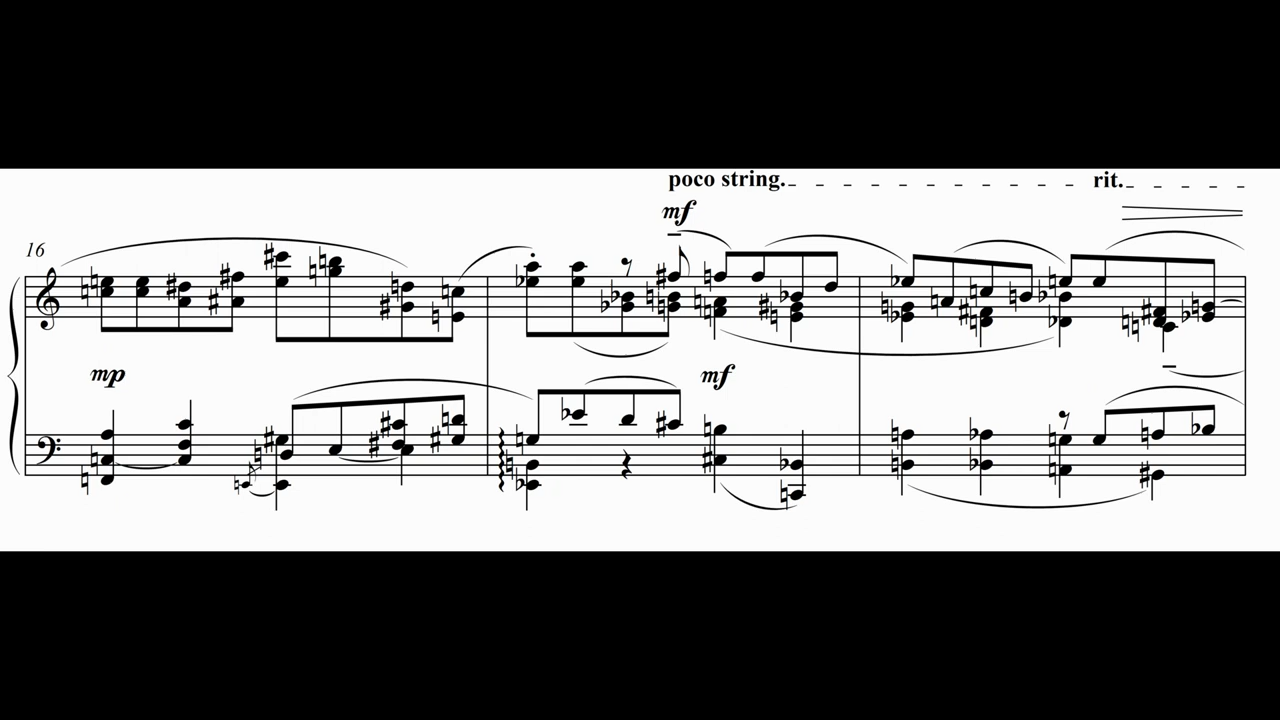 poco string. rit.
mf
16
mp
mf